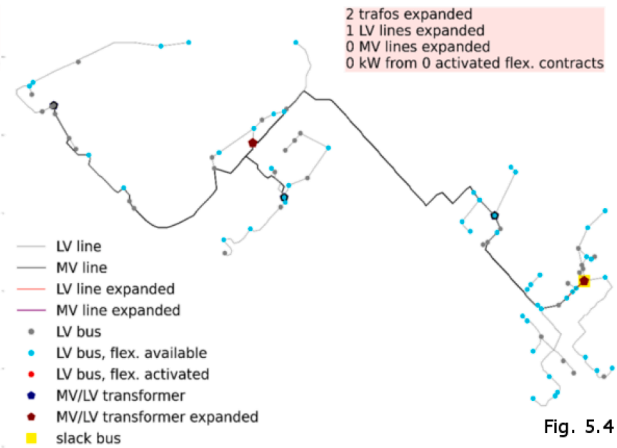 2 trafos expanded
1 LV lines expanded
0 MV lines expanded
0 kW from 0 activated flex. contracts
LV line
MV line
LV line expanded
MV line expanded
LV bus
LV bus, flex. available
LV bus, flex. activated
MV/LV transformer
MV/LV transformer expanded
slack bus
Fig. 5.4